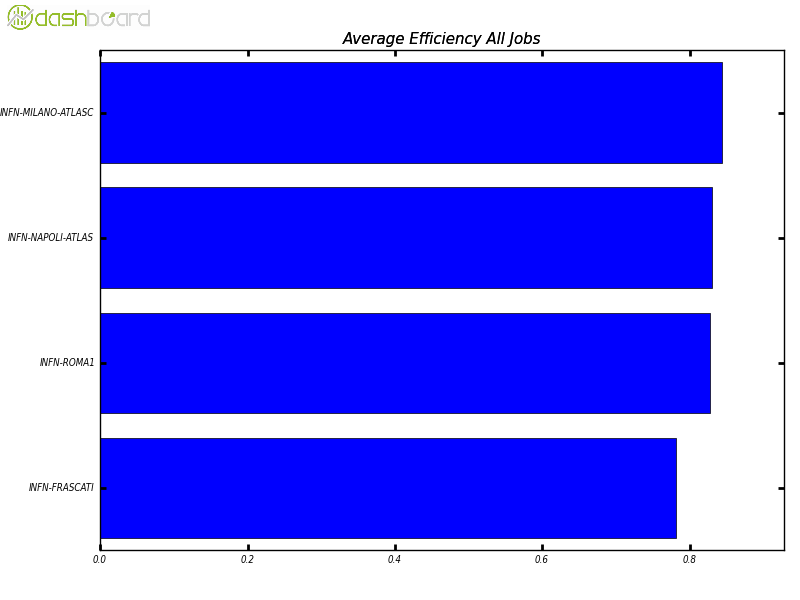 dashboard
Average Efficiency All Jobs
INFN-MILANO-ATLASC
INFN-NAPOLI-ATLAS
INFN-ROMA1
INFN-FRASCATI
0.0 0.2 0.4 0.6 0.8